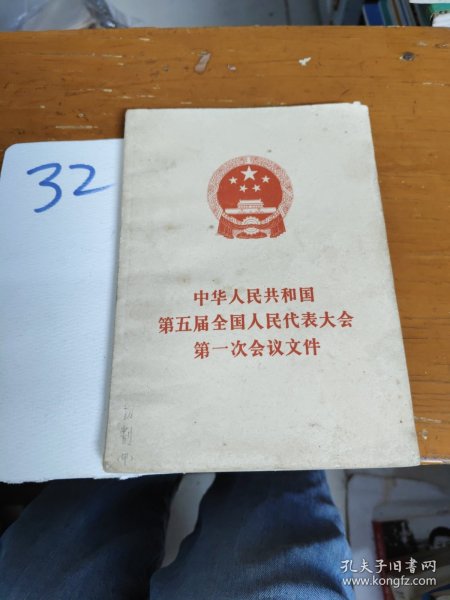 32
中华人民共和国
第五届全国人民代表大会
第一次会议文件
孔夫子旧书网
www.kongfz.com